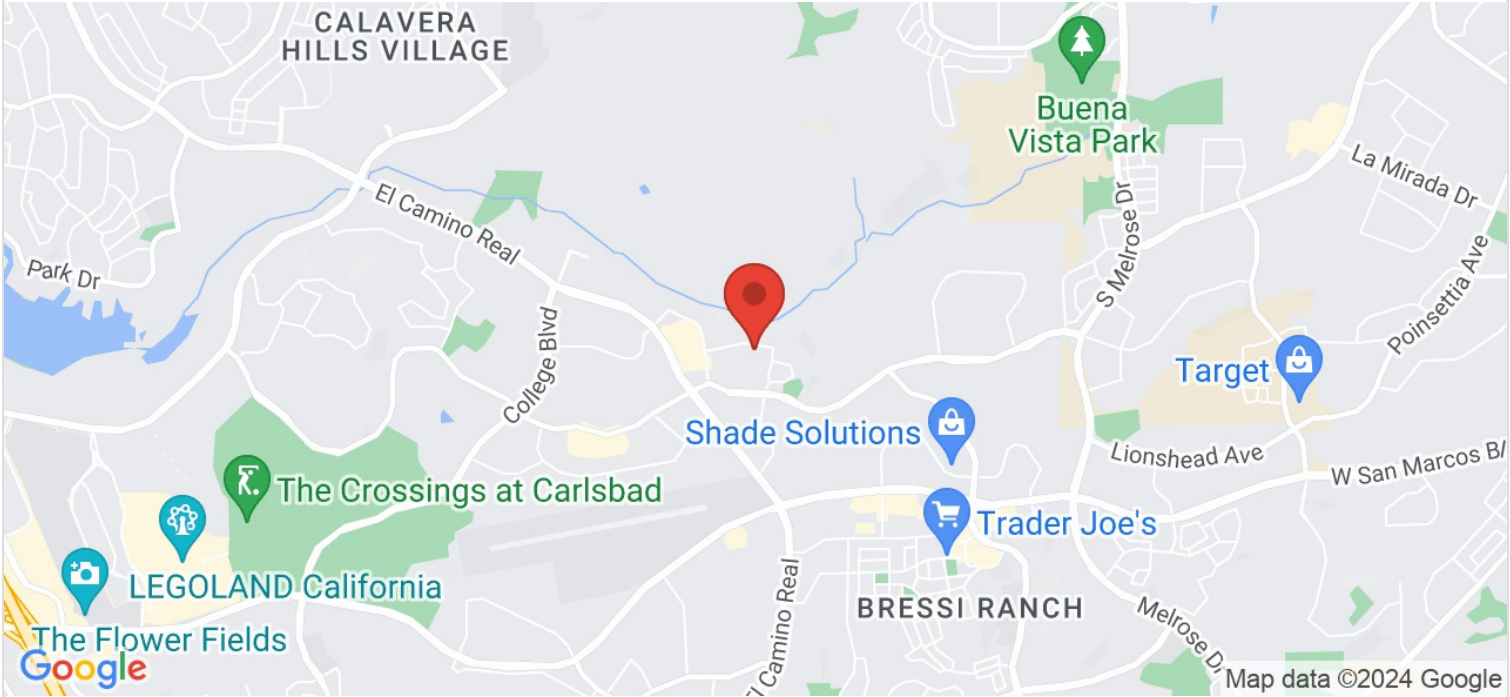 CALAVERA
HILLS VILLAGE
Buena
Vista Park
La Mirada Dr
El Camino Real
S Melrose Dr
Park Dr
Poinsettia Ave
College Blvd
Target
Shade Solutions
Lionshead Ave
W San Marcos Bl
The Crossings at Carlsbad
Trader Joe's
LEGOLAND California
El Camino Real
BRESSI RANCH
Melrose Dr
The Flower Fields
Google
Map data ©2024 Google